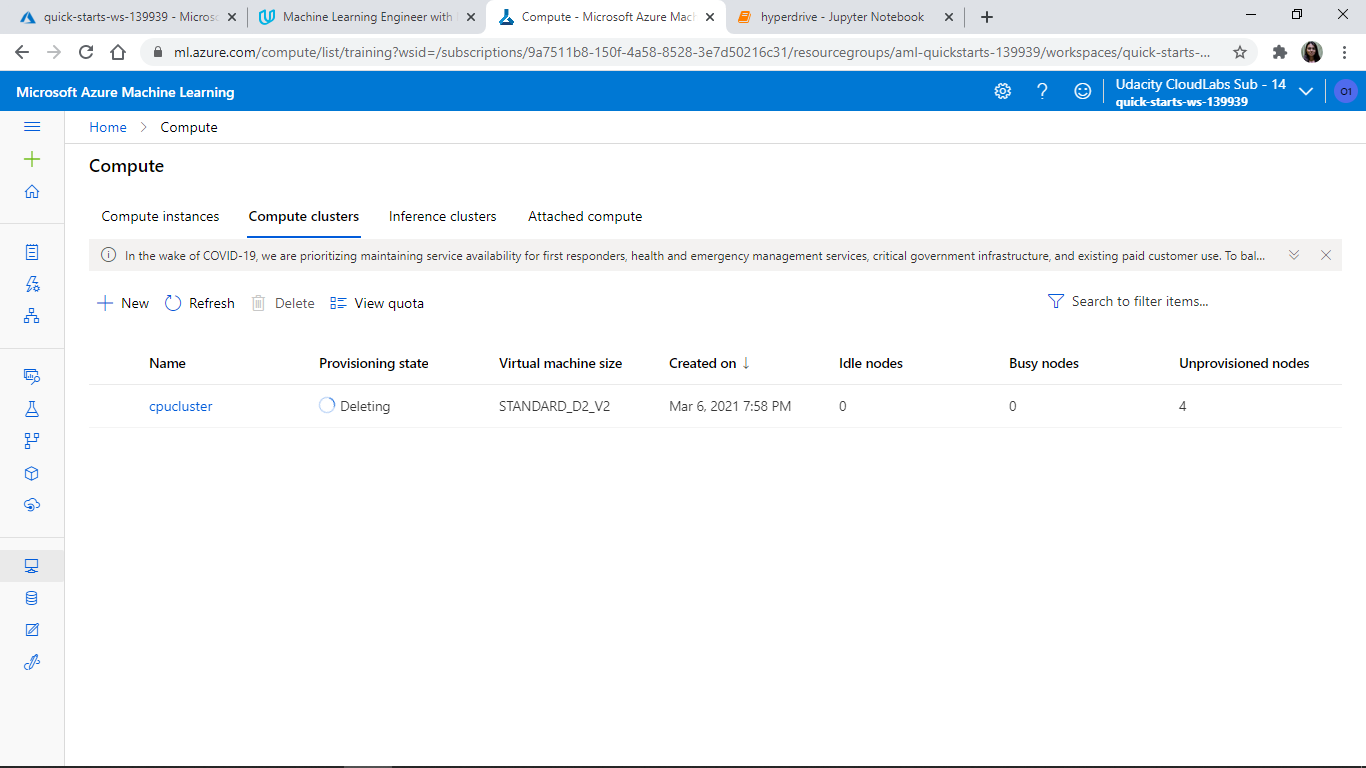 quick-starts-ws-139939 - Micros
Machine Learning Engineer with
Compute - Microsoft Azure Mac
hyperdrive - Jupyter Notebook
ml.azure.com/compute/list/training?wsid=/subscriptions/9a7511b8-150f-4a58-8528-3e7d50216c31/resourcegroups/aml-quickstarts-139939/workspaces/quick-starts-...
Microsoft Azure Machine Learning
Udacity CloudLabs Sub - 14
quick-starts-ws-139939
O1
Home > Compute
Compute
Compute instances Compute clusters Inference clusters Attached compute
In the wake of COVID-19, we are prioritizing maintaining service availability for first responders, health and emergency management services, critical government infrastructure, and existing paid customer use. To bal...
New Refresh Delete View quota Search to filter items...
Name Provisioning state Virtual machine size Created on ↓ Idle nodes Busy nodes Unprovisioned nodes
cpucluster Deleting STANDARD_D2_V2 Mar 6, 2021 7:58 PM 0 0 4